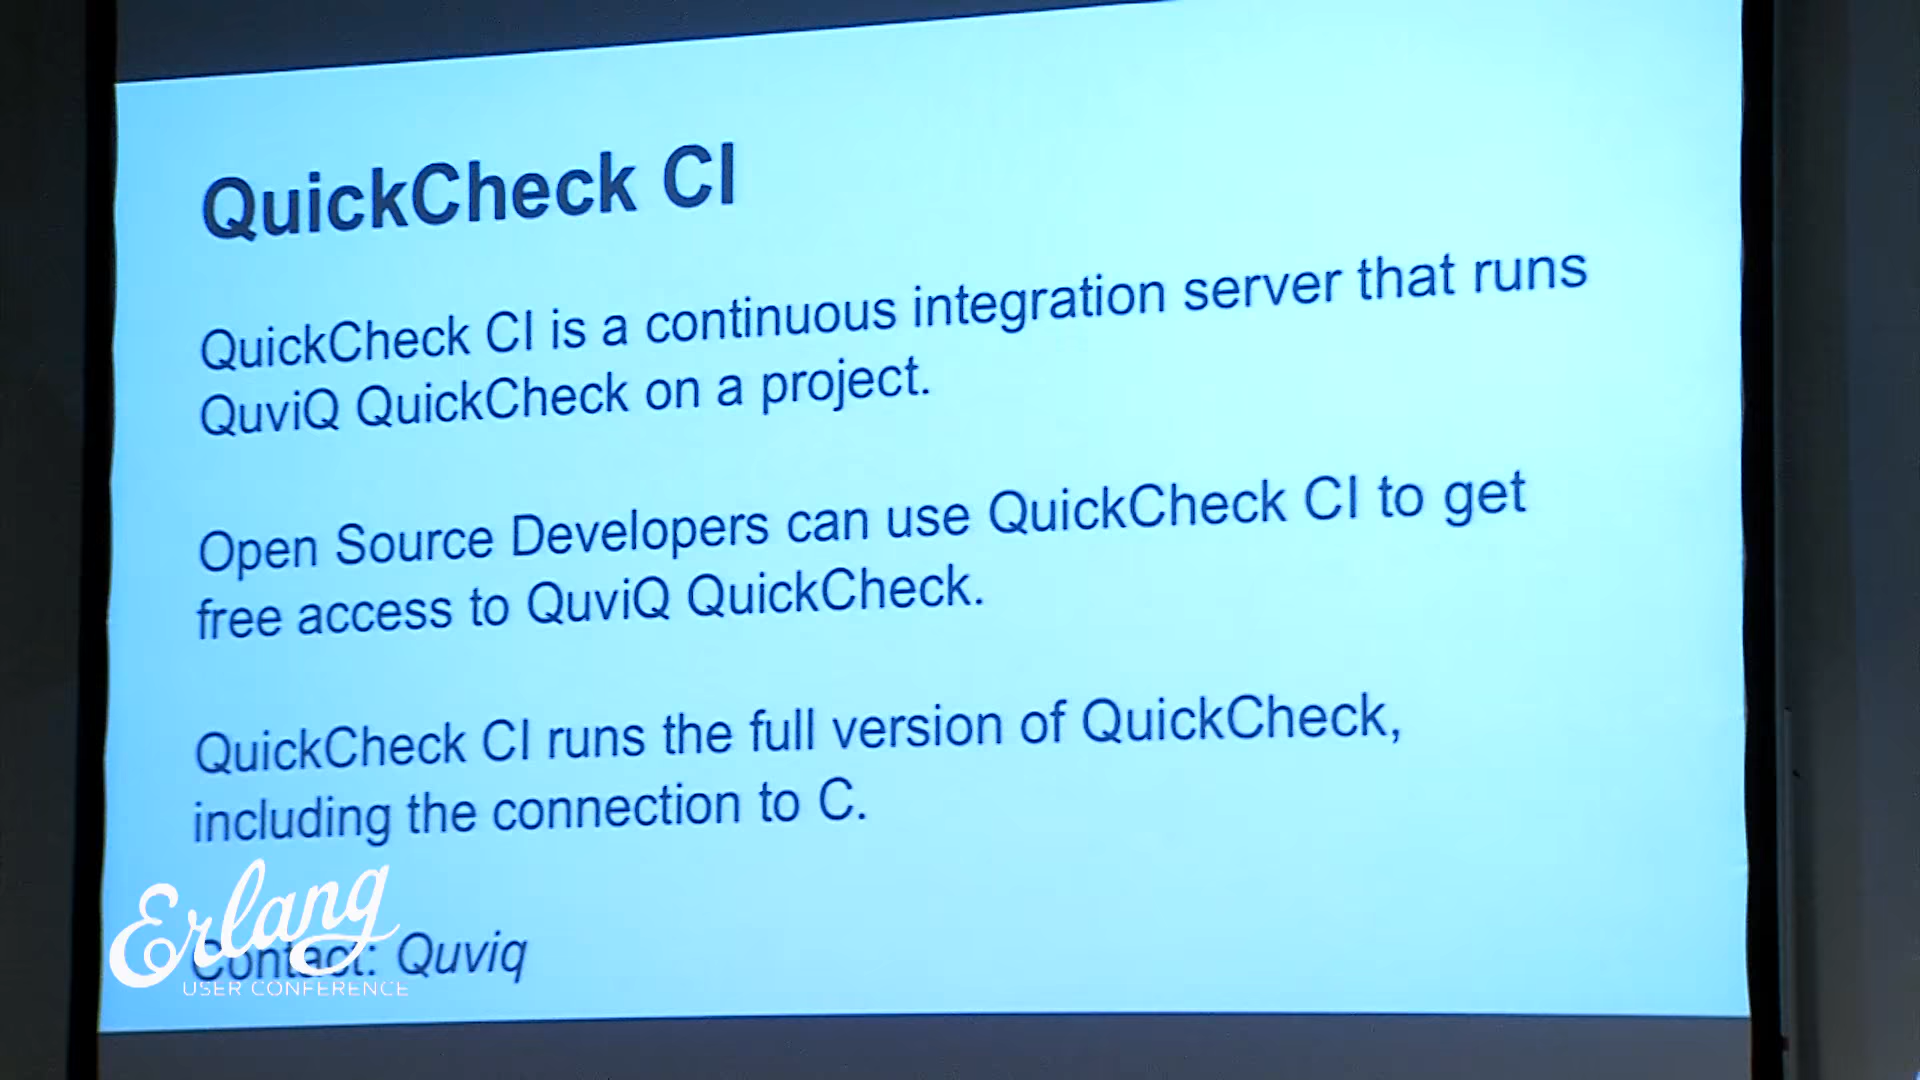 QuickCheck CI
QuickCheck CI is a continuous integration server that runs
QuviQ QuickCheck on a project.
Open Source Developers can use QuickCheck CI to get
free access to QuviQ QuickCheck.
QuickCheck CI runs the full version of QuickCheck,
including the connection to C.
Contact: Quviq
Erlang
USER CONFERENCE